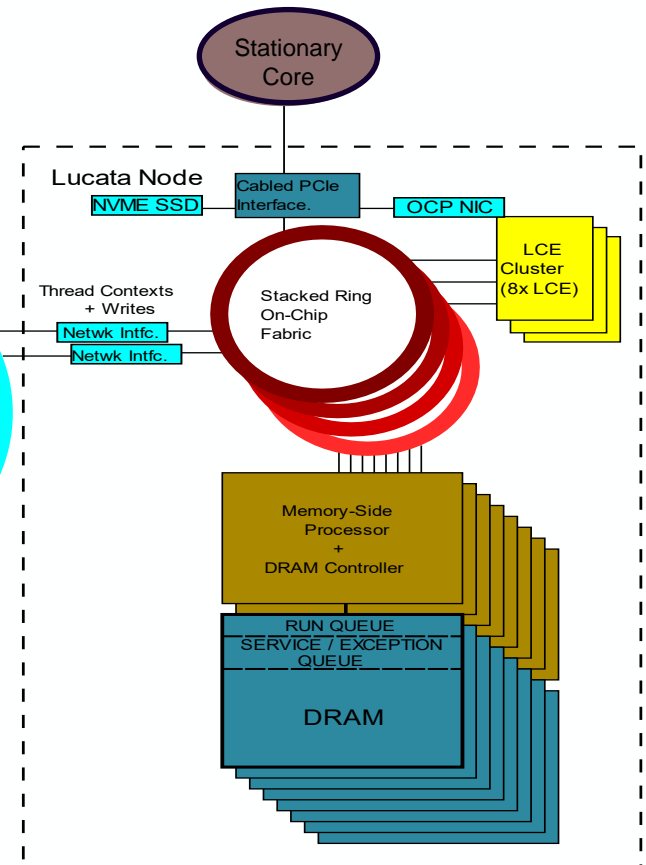 Stationary
Core
Lucata Node
Cabled PCIe
Interface.
NVME SSD
OCP NIC
LCE
Cluster
(8x LCE)
Thread Contexts
+ Writes
Netwk Intfc.
Netwk Intfc.
Stacked Ring
On-Chip
Fabric
Memory-Side
Processor
+
DRAM Controller
RUN QUEUE
SERVICE / EXCEPTION
QUEUE
DRAM